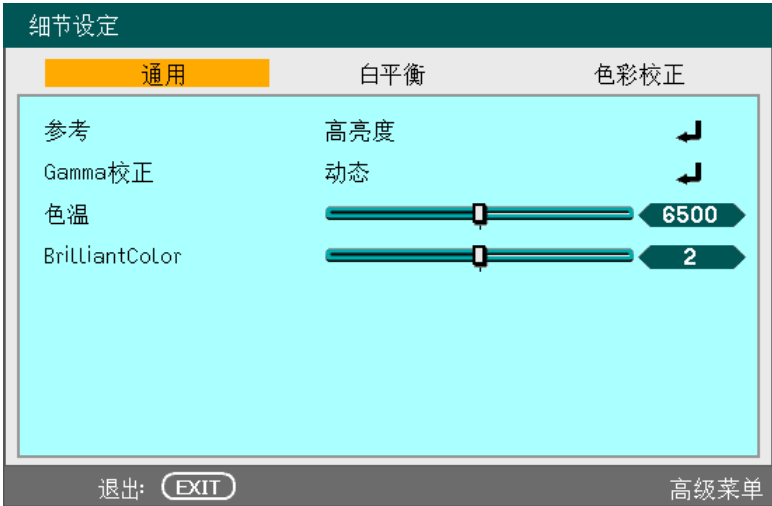 细节设定
通用 白平衡 色彩校正
参考 高亮度
Gamma校正 动态
色温 6500
BrilliantColor 2
退出: EXIT 高级菜单